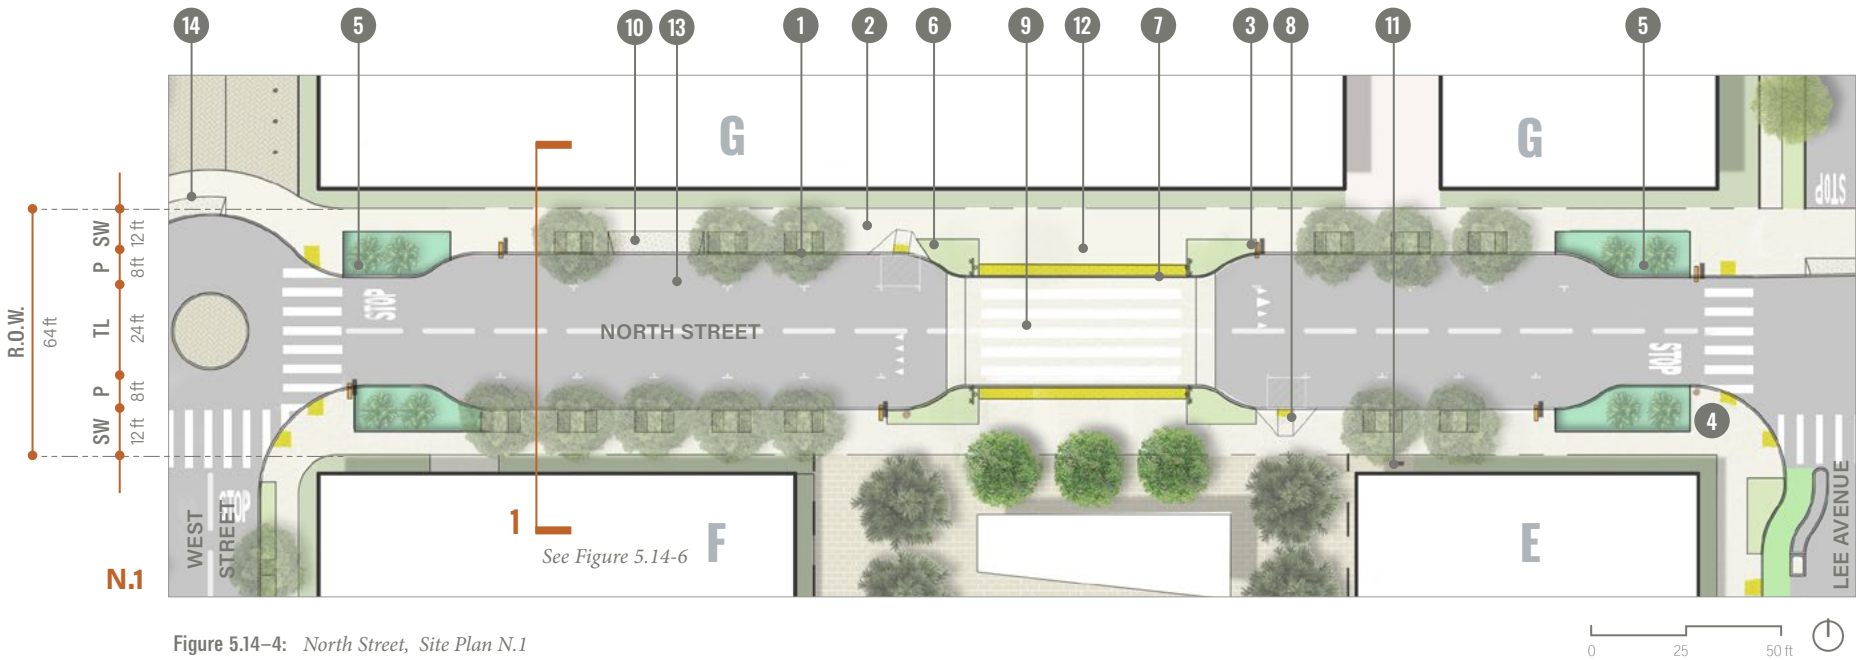 14 5 10 13 1 2 6 9 12 7 3 8 11 5
G G
STOP
R.O.W.
64 ft
SW 12 ft
P 8 ft
TL 24 ft
P 8 ft
SW 12 ft
STOP
NORTH STREET
STOP
4
STOP
WEST
STREET
1
See Figure 5.14-6
F
E
LEE AVENUE
N.1
Figure 5.14–4: North Street, Site Plan N.1
0 25 50 ft